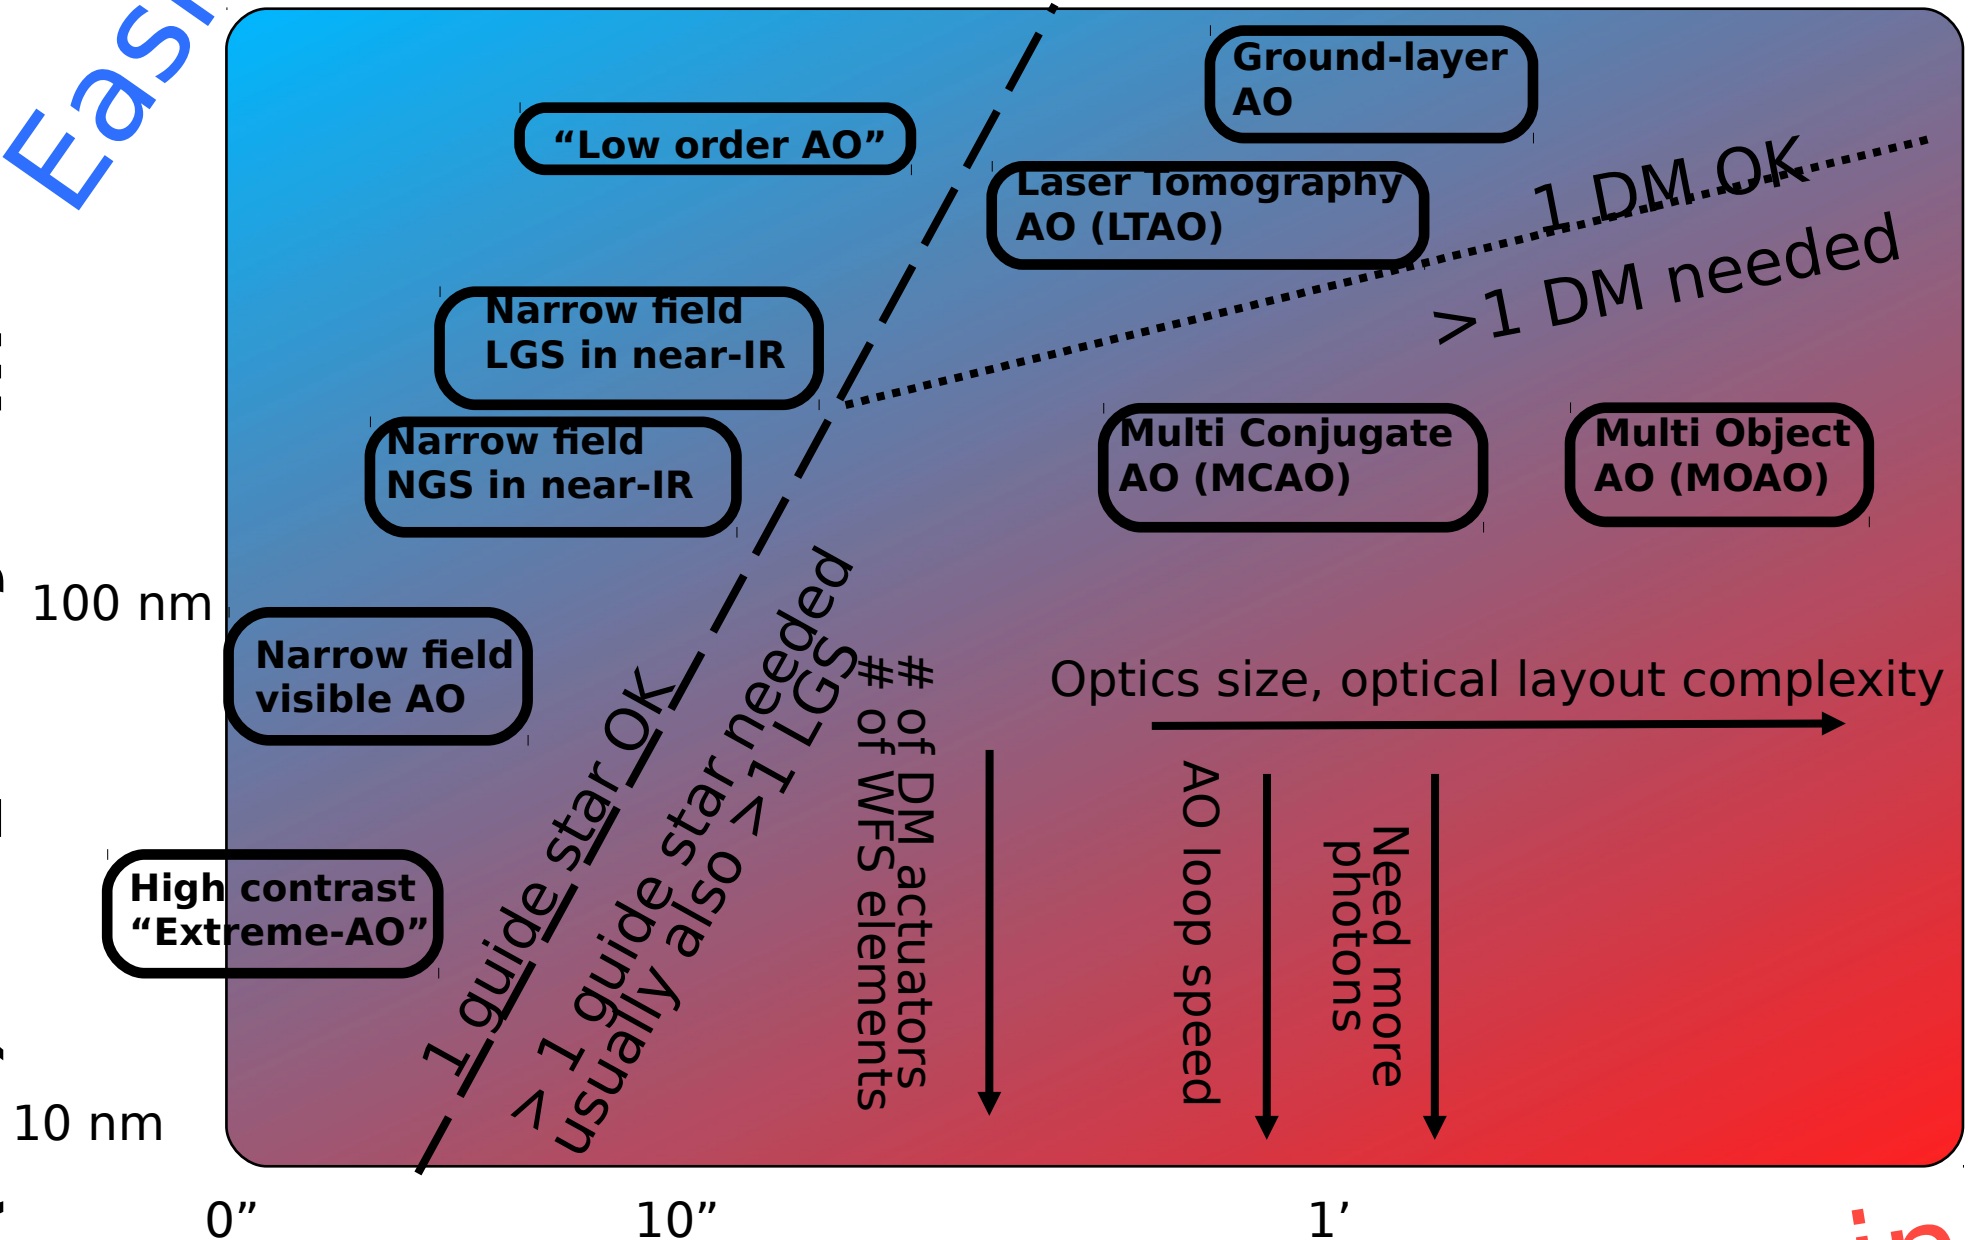 Ground-layer
AO
“Low order AO”
Laser Tomography
AO (LTAO)
1 DM OK
>1 DM needed
Narrow field
LGS in near-IR
Narrow field
NGS in near-IR
Multi Conjugate
AO (MCAO)
Multi Object
AO (MOAO)
100 nm
Narrow field
visible AO
1 guide star OK
> 1 guide star needed
usually also >1 LGS
# of DM actuators
# of WFS elements
Optics size, optical layout complexity
AO loop speed
Need more
photons
High contrast
“Extreme-AO”
10 nm
0”
10”
1’